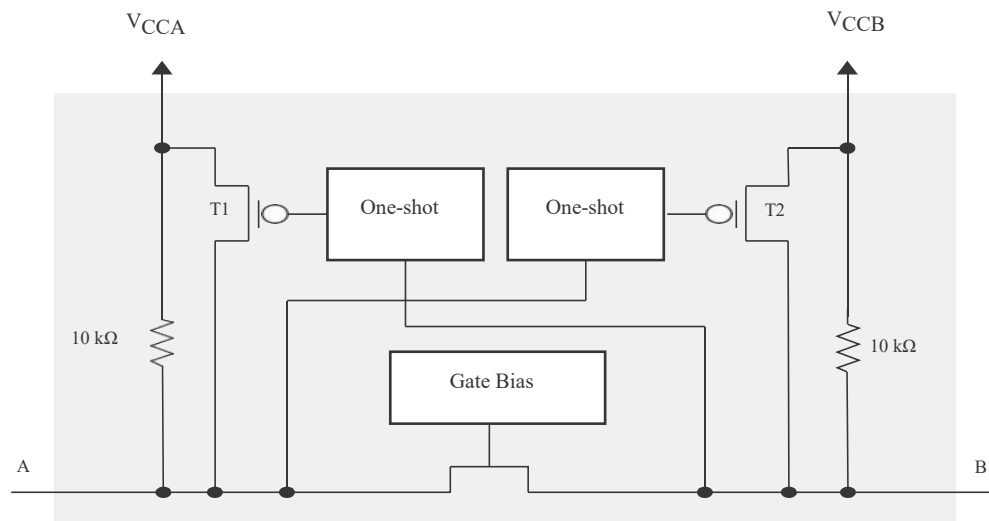 VCCA
VCCB
T1
One-shot
One-shot
T2
10 kΩ
10 kΩ
Gate Bias
A
B